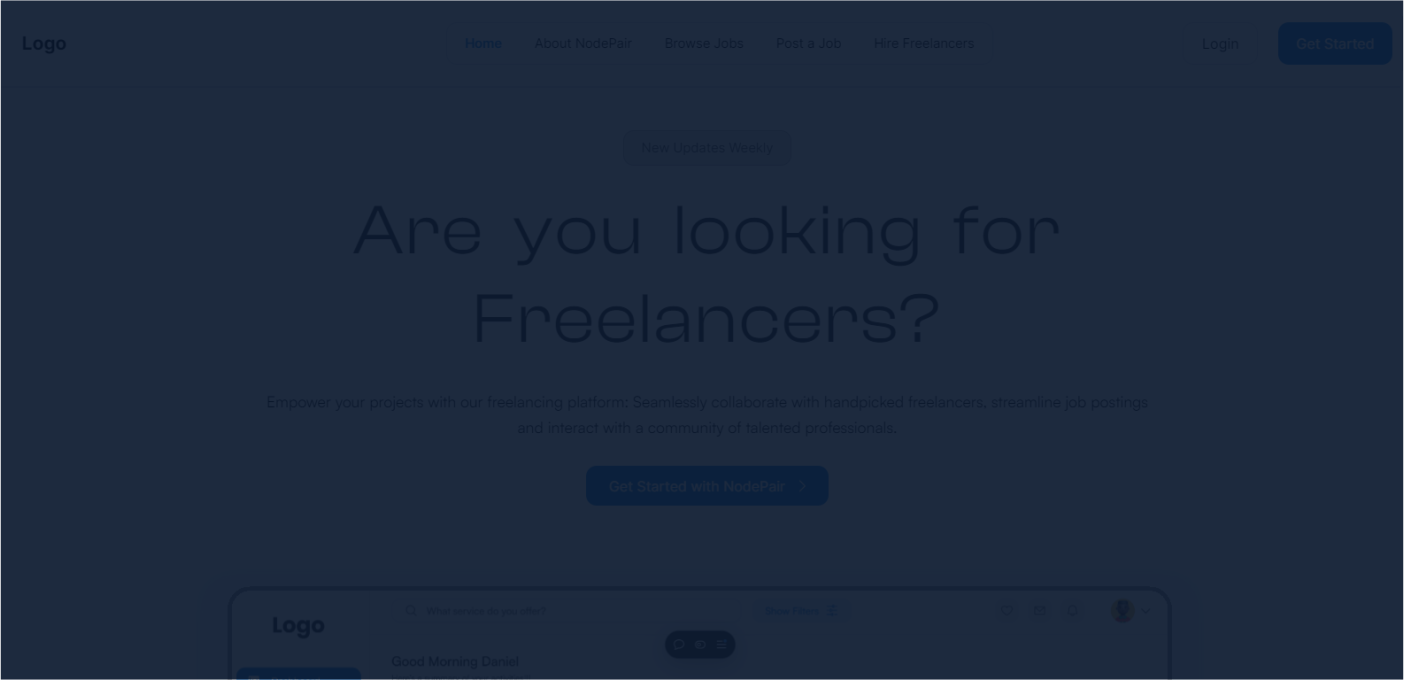 Logo
Home About NodePair Browse Jobs Post a Job Hire Freelancers
Login Get Started
New Updates Weekly
Are you looking for
Freelancers?
Empower your projects with our freelancing platform: Seamlessly collaborate with handpicked freelancers, streamline job postings
and interact with a community of talented professionals.
Get Started with NodePair
What service do you offer?
Logo
Good Morning Daniel